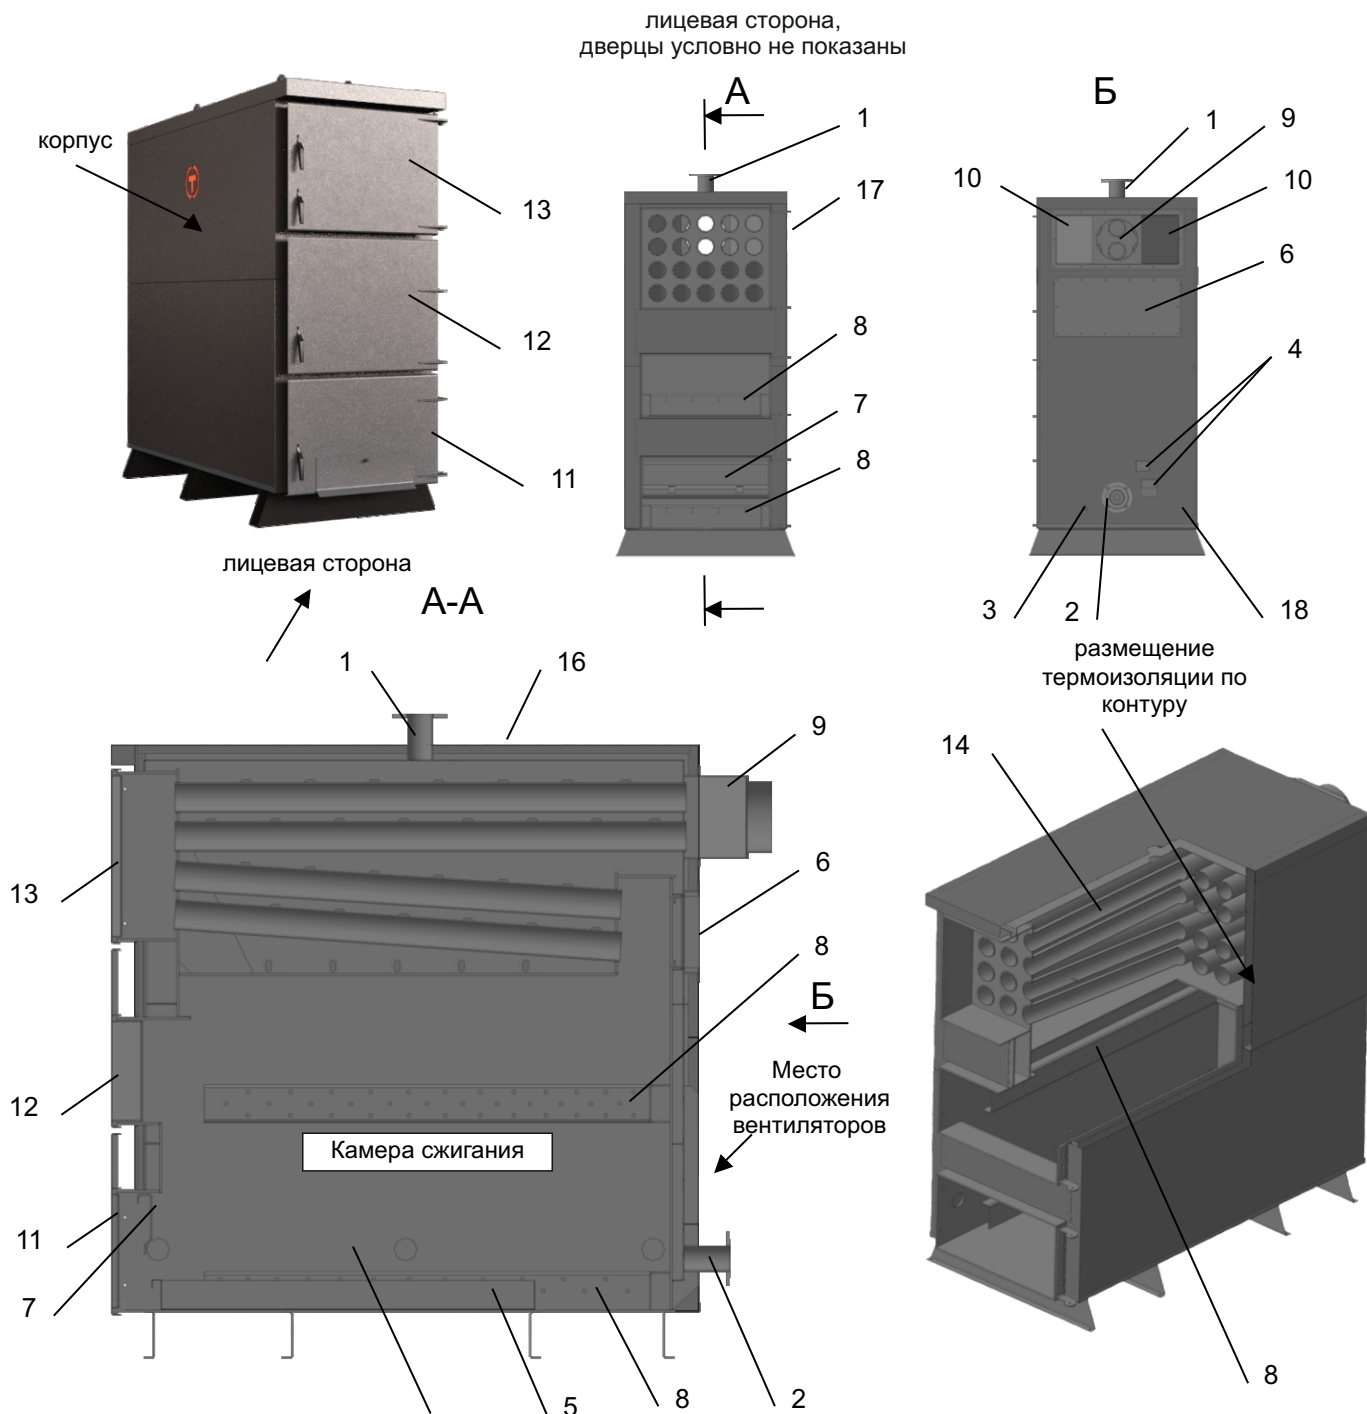 лицевая сторона,
дверцы условно не показаны
А
Б
1
1
9
корпус
10
10
17
13
6
8
12
4
7
8
11
лицевая сторона
А-А
3
2
18
размещение
термоизоляции по
контуру
1
16
9
14
13
6
8
Б
Место
расположения
вентиляторов
12
Камера сжигания
11
7
5
8
2
8
Т